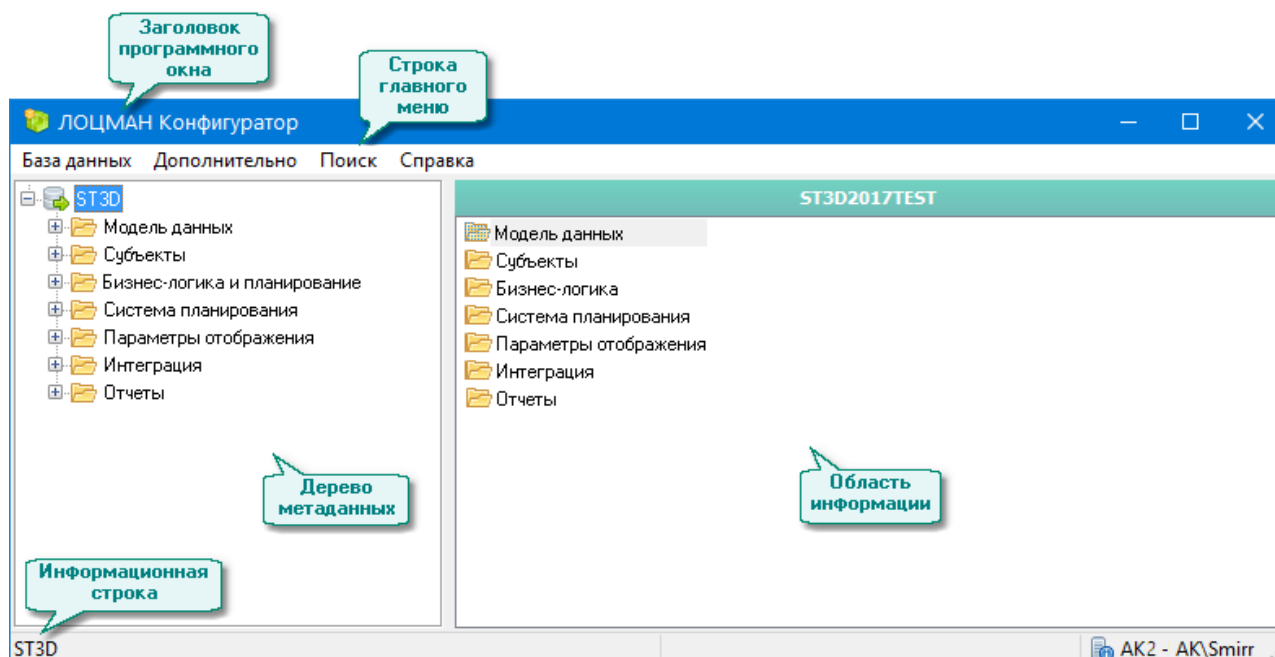 Заголовок
программного
окна
Строка
главного
меню
ЛОЦМАН Конфигуратор
База данных Дополнительно Поиск Справка
ST3D
Модель данных
Субъекты
Бизнес-логика и планирование
Система планирования
Параметры отображения
Интеграция
Отчеты
ST3D2017TEST
Модель данных
Субъекты
Бизнес-логика
Система планирования
Параметры отображения
Интеграция
Отчеты
Дерево
метаданных
Область
информации
Информационная
строка
ST3D
AK2 - AK\Smirr